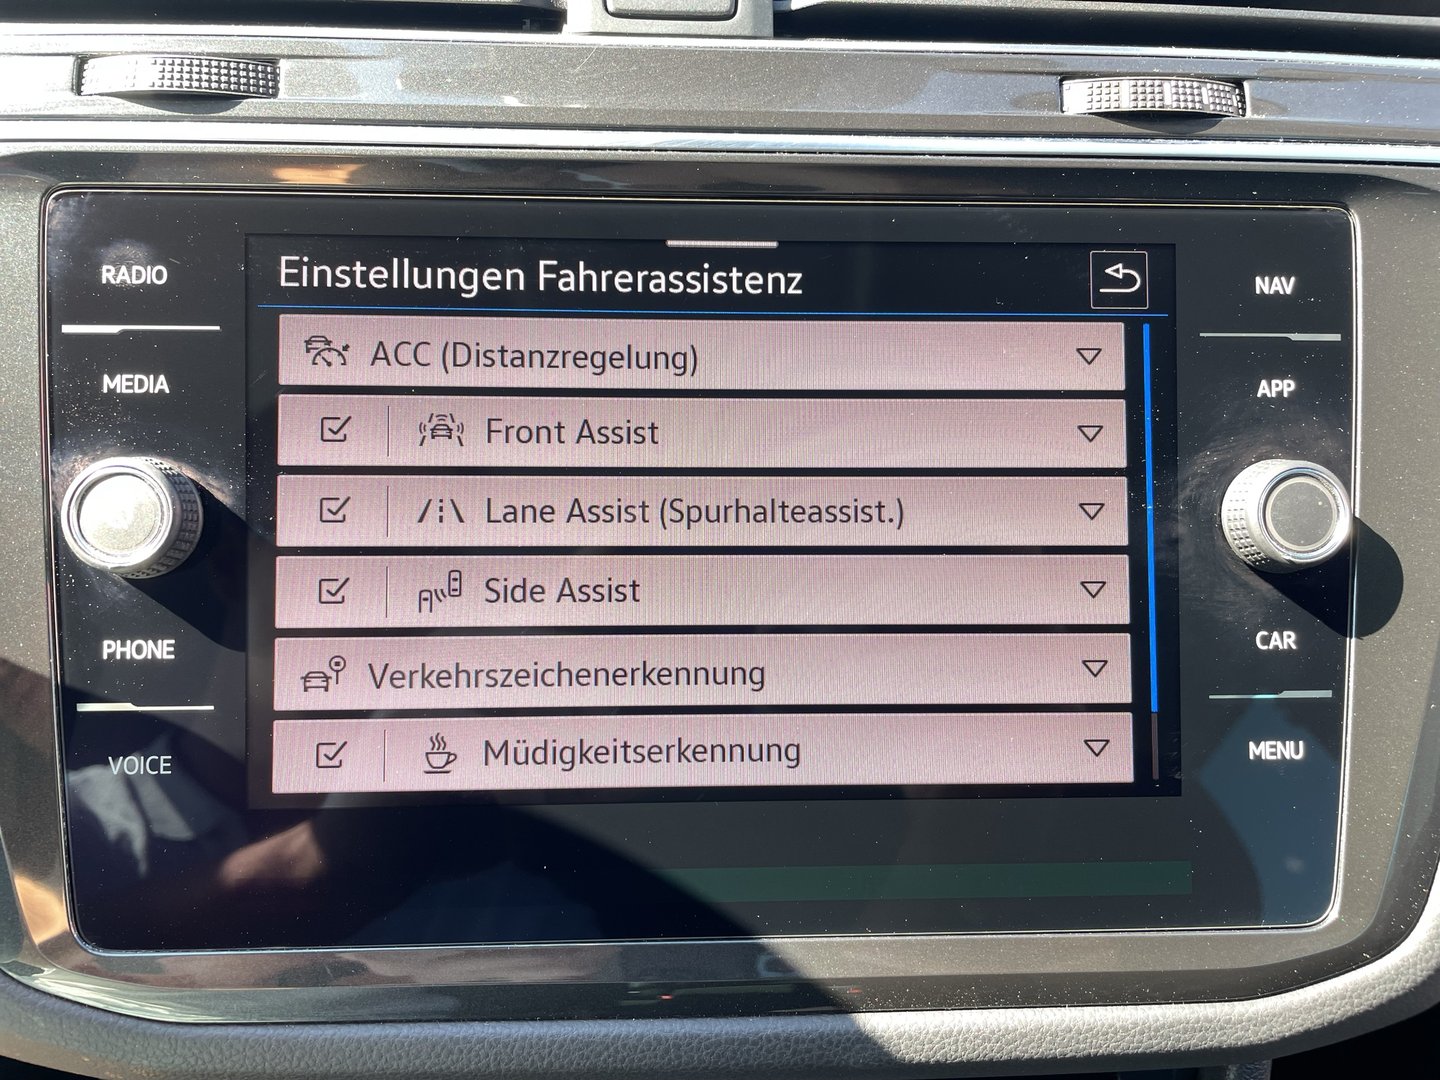 Einstellungen Fahrerassistenz
RADIO
MEDIA
PHONE
VOICE
ACC (Distanzregelung)
Front Assist
Lane Assist (Spurhalteassist.)
Side Assist
Verkehrszeichenerkennung
Müdigkeitserkennung
NAV
APP
CAR
MENU